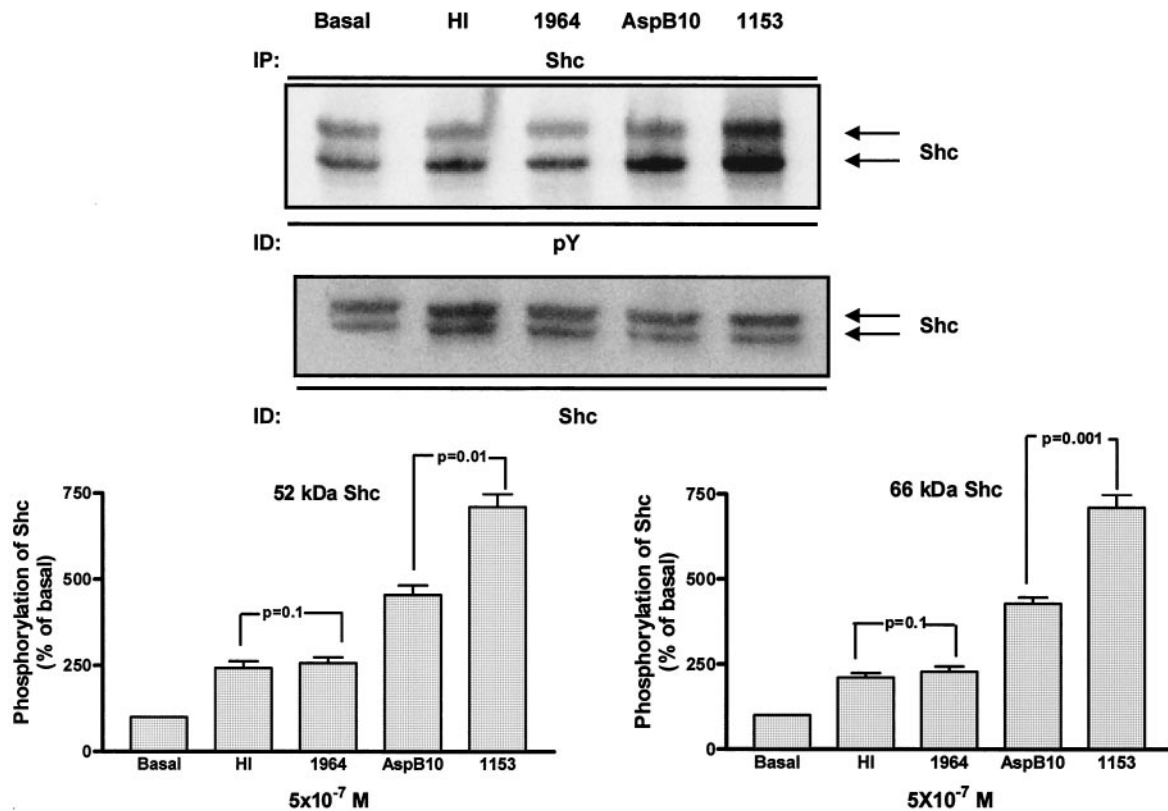 Basal HI 1964 AspB10 1153
IP: Shc
Shc
ID: pY
Shc
ID: Shc
52 kDa Shc
p=0.01
p=0.1
Phosphorylation of Shc
(% of basal)
750
500
250
0
Basal HI 1964 AspB10 1153
5x10⁻⁷ M
66 kDa Shc
p=0.001
p=0.1
Phosphorylation of Shc
(% of basal)
750
500
250
0
Basal HI 1964 AspB10 1153
5X10⁻⁷ M